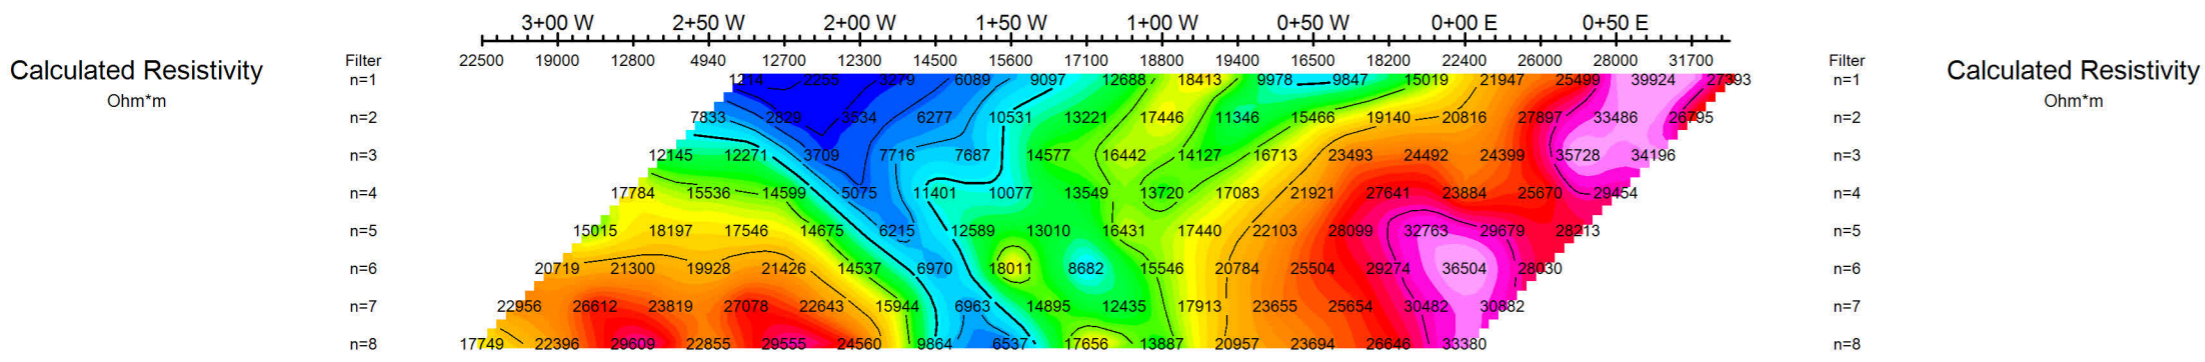 3+00 W 2+50 W 2+00 W 1+50 W 1+00 W 0+50 W 0+00 E 0+50 E
Filter 22500 19000 12800 4940 12700 12300 14500 15600 17100 18800 19400 16500 18200 22400 26000 28000 31700 Filter
Calculated Resistivity Calculated Resistivity
Ohm*m Ohm*m
n=1 1214 2255 3279 6089 9097 12688 18413 9978 9847 15019 21947 25499 39924 27393 n=1
n=2 7833 2829 3534 6277 10531 13221 17446 11346 15466 19140 20816 27897 33486 26795 n=2
n=3 12145 12271 3709 7716 7687 14577 16442 14127 16713 23493 24492 24399 35728 34196 n=3
n=4 17784 15536 14599 5075 11401 10077 13549 13720 17083 21921 27641 23884 25670 29454 n=4
n=5 15015 18197 17546 14675 6215 12589 13010 16431 17440 22103 28099 32763 29679 28213 n=5
n=6 20719 21300 19928 21426 14537 6970 18011 8682 15546 20784 25504 29274 36504 28030 n=6
n=7 22956 26612 23819 27078 22643 15944 6963 14895 12435 17913 23655 25654 30482 30882 n=7
n=8 17749 22396 29609 22855 29555 24560 9864 6537 17656 13887 20957 23694 26646 33380 n=8